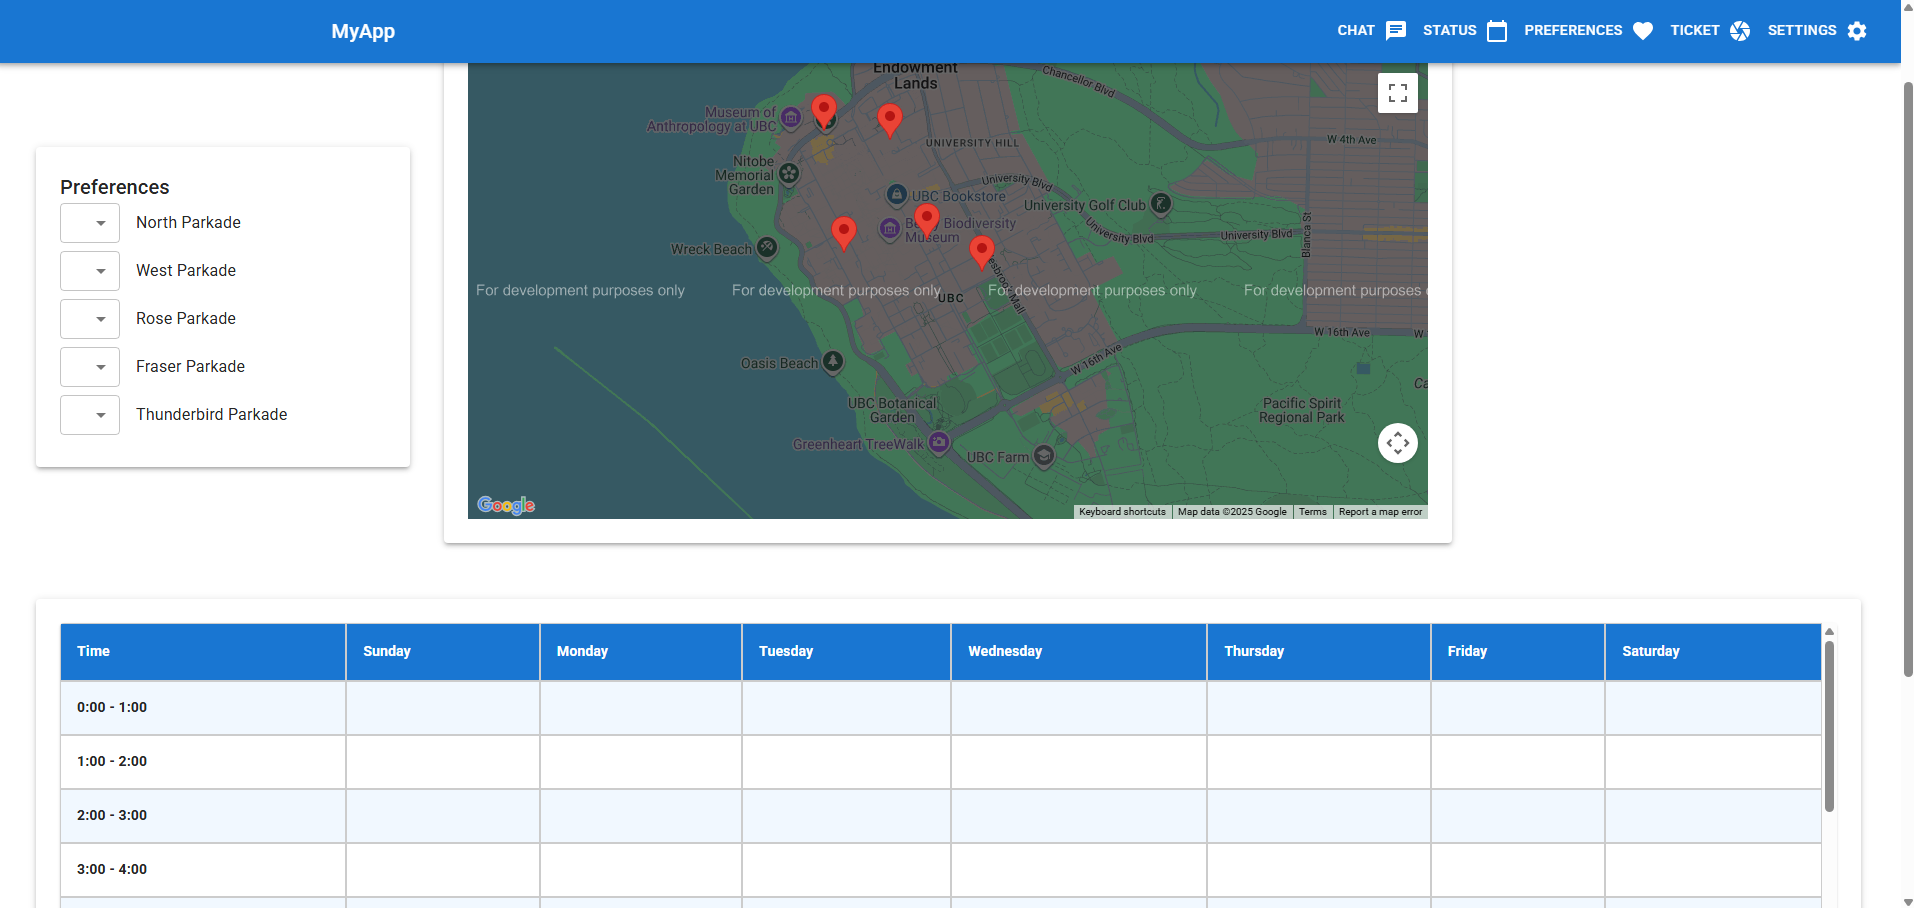 MyApp
CHAT
STATUS
PREFERENCES
TICKET
SETTINGS
Preferences
North Parkade
West Parkade
Rose Parkade
Fraser Parkade
Thunderbird Parkade
Endowment
Lands
Chancellor Blvd
Museum of
Anthropology at UBC
W 4th Ave
UNIVERSITY HILL
Nitobe
Memorial
Garden
University Blvd
UBC Bookstore
University Golf Club
Biodiversity
Museum
University Blvd
University Blvd
Blanca St
Wreck Beach
For development purposes only
For development purposes only
For development purposes only
For development purposes
UBC
W 16th Ave
W
W 16th Ave
Oasis Beach
UBC Botanical
Garden
Pacific Spirit
Regional Park
Greenheart TreeWalk
UBC Farm
Google
Keyboard shortcuts
Map data ©2025 Google
Terms
Report a map error
Time
Sunday
Monday
Tuesday
Wednesday
Thursday
Friday
Saturday
0:00 - 1:00
1:00 - 2:00
2:00 - 3:00
3:00 - 4:00